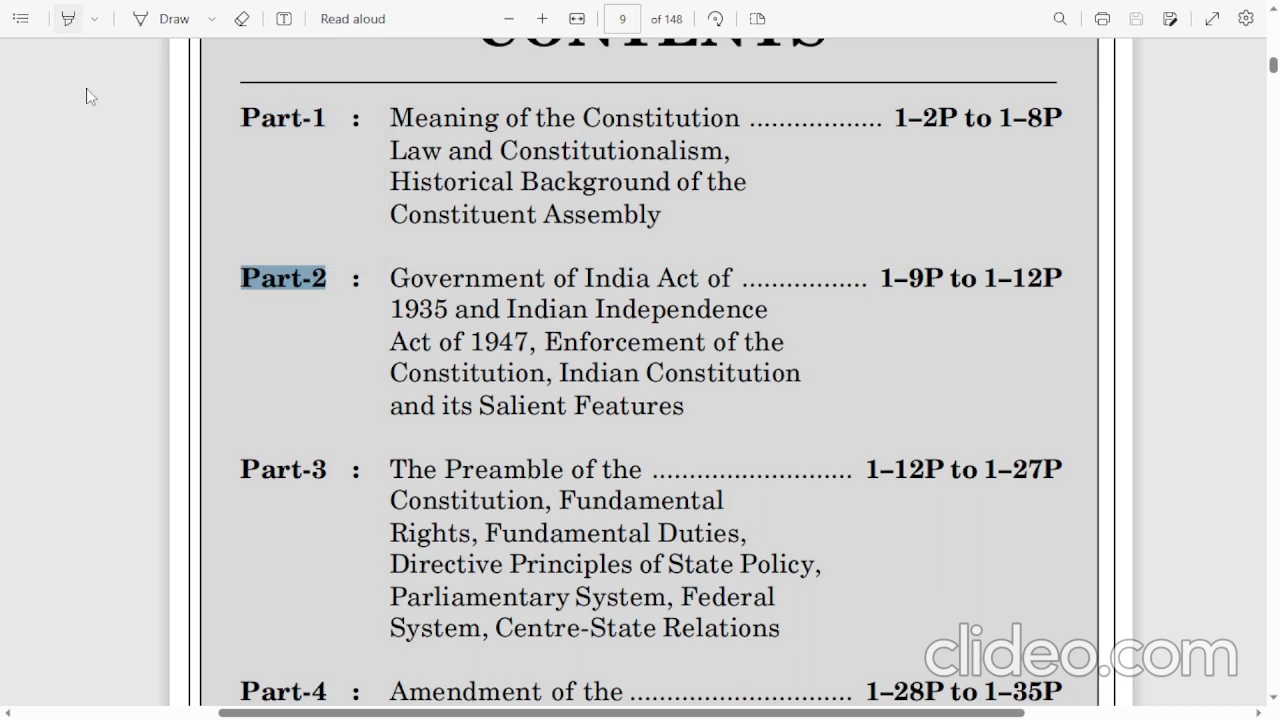 Draw
Read aloud
9
of 148
CONTENTS
Part-1 : Meaning of the Constitution .................. 1–2P to 1–8P
Law and Constitutionalism,
Historical Background of the
Constituent Assembly
Part-2 : Government of India Act of ................. 1–9P to 1–12P
1935 and Indian Independence
Act of 1947, Enforcement of the
Constitution, Indian Constitution
and its Salient Features
Part-3 : The Preamble of the ........................... 1–12P to 1–27P
Constitution, Fundamental
Rights, Fundamental Duties,
Directive Principles of State Policy,
Parliamentary System, Federal
System, Centre-State Relations
clideo.com
Part-4 : Amendment of the .............................. 1–28P to 1–35P